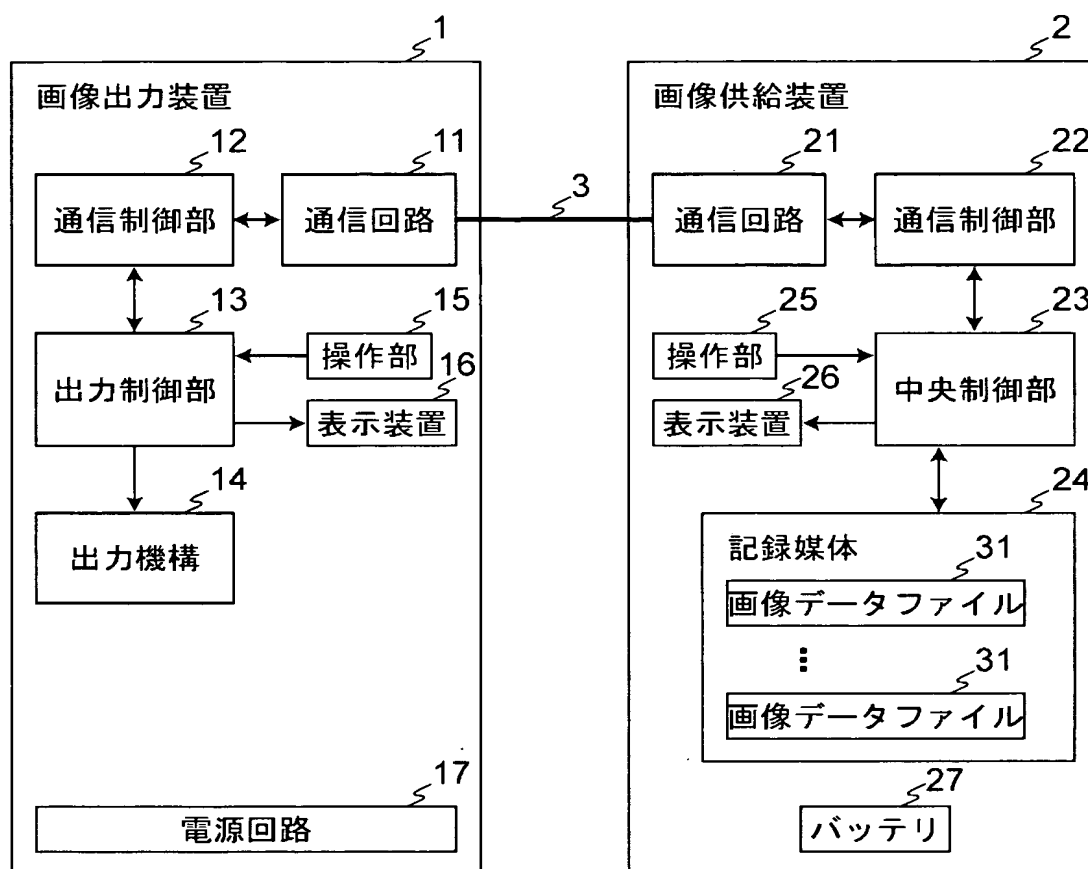 1
画像出力装置
12
通信制御部
11
通信回路
3
13
出力制御部
15
操作部
16
表示装置
14
出力機構
17
電源回路
2
画像供給装置
21
通信回路
22
通信制御部
25
操作部
23
中央制御部
26
表示装置
24
記録媒体
31
画像データファイル
⋮
31
画像データファイル
27
バッテリ